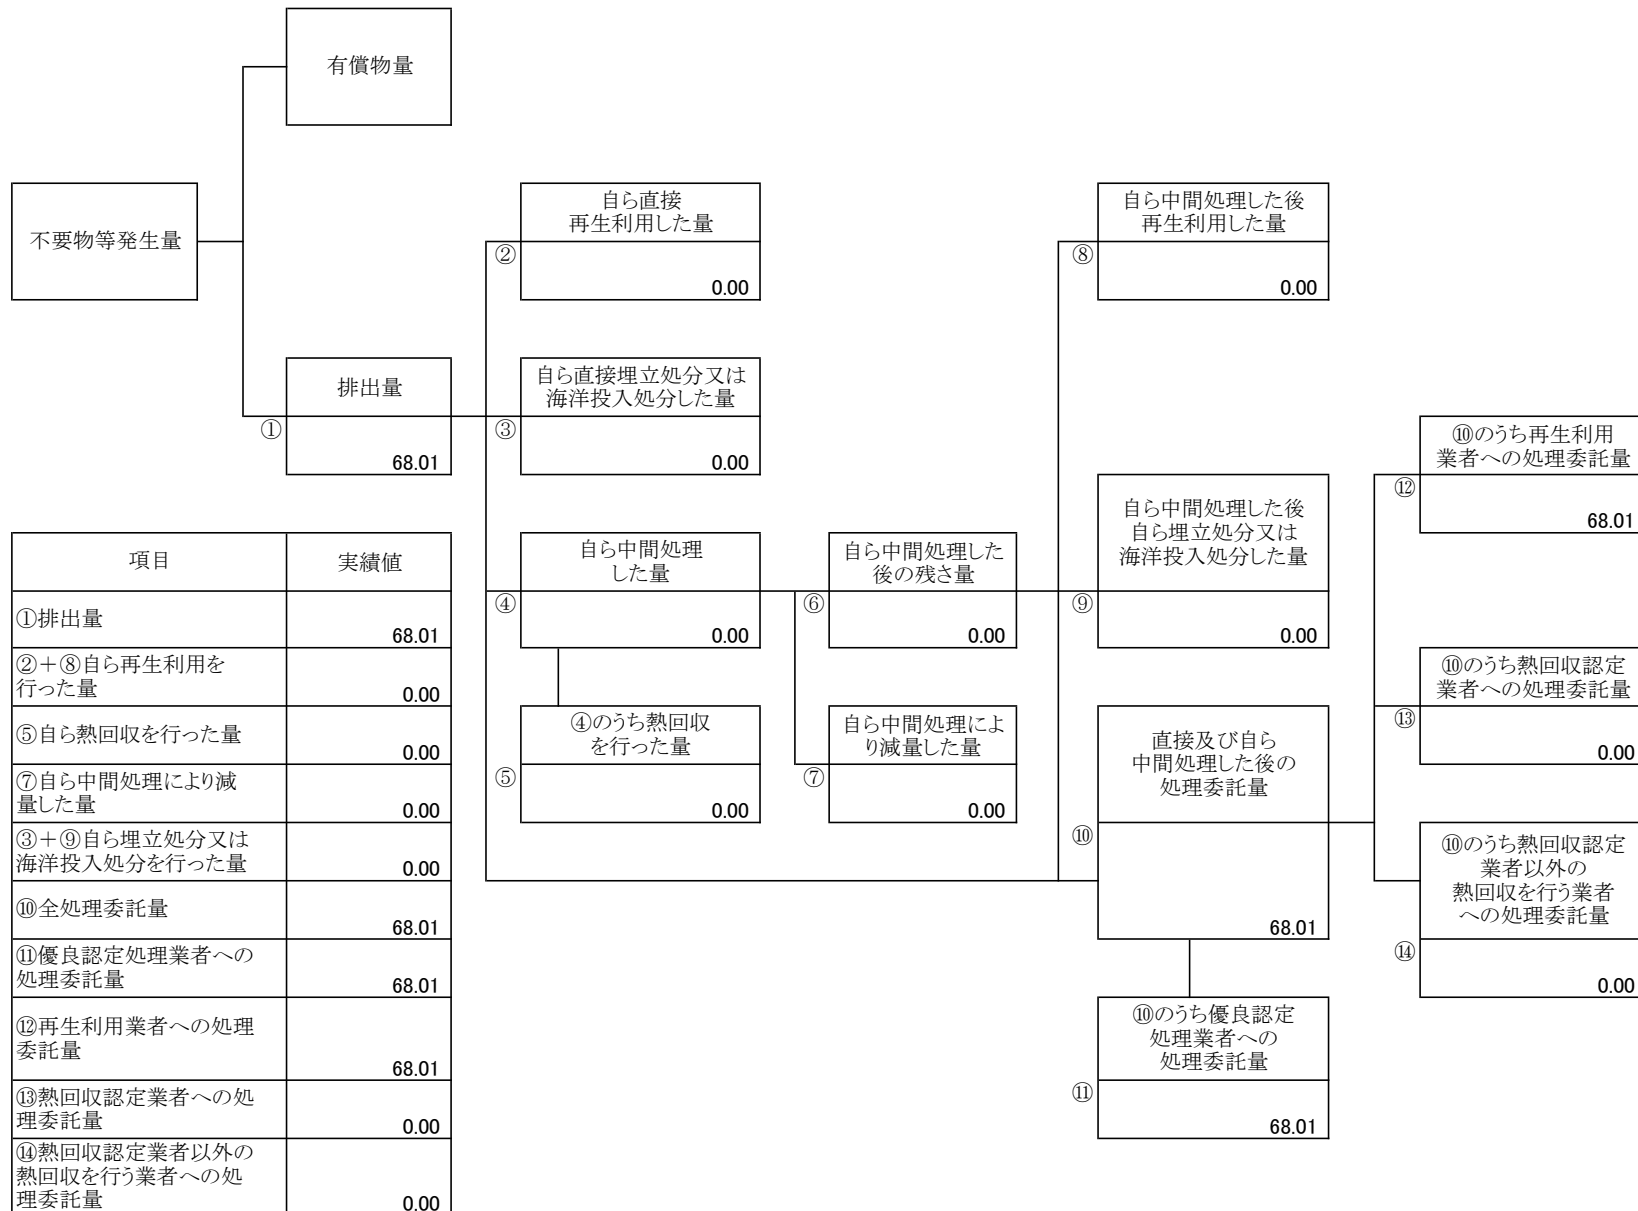 有償物量
不要物等発生量
自ら直接
再生利用した量
②
0.00
自ら中間処理した後
再生利用した量
⑧
0.00
排出量
①
68.01
自ら直接埋立処分又は
海洋投入処分した量
③
0.00
自ら中間処理
した量
④
0.00
自ら中間処理した
後の残さ量
⑥
0.00
自ら中間処理した後
自ら埋立処分又は
海洋投入処分した量
⑨
0.00
⑩のうち再生利用
業者への処理委託量
⑫
68.01
④のうち熱回収
を行った量
⑤
0.00
自ら中間処理によ
り減量した量
⑦
0.00
直接及び自ら
中間処理した後の
処理委託量
⑩
68.01
⑩のうち熱回収認定
業者への処理委託量
⑬
0.00
⑩のうち熱回収認定
業者以外の
熱回収を行う業者
への処理委託量
⑭
0.00
⑩のうち優良認定
処理業者への
処理委託量
⑪
68.01
項目 実績値
①排出量
68.01
②+⑧自ら再生利用を
行った量
0.00
⑤自ら熱回収を行った量
0.00
⑦自ら中間処理により減
量した量
0.00
③+⑨自ら埋立処分又は
海洋投入処分を行った量
0.00
⑩全処理委託量
68.01
⑪優良認定処理業者への
処理委託量
68.01
⑫再生利用業者への処理
委託量
68.01
⑬熱回収認定業者への処
理委託量
0.00
⑭熱回収認定業者以外の
熱回収を行う業者への処
理委託量
0.00